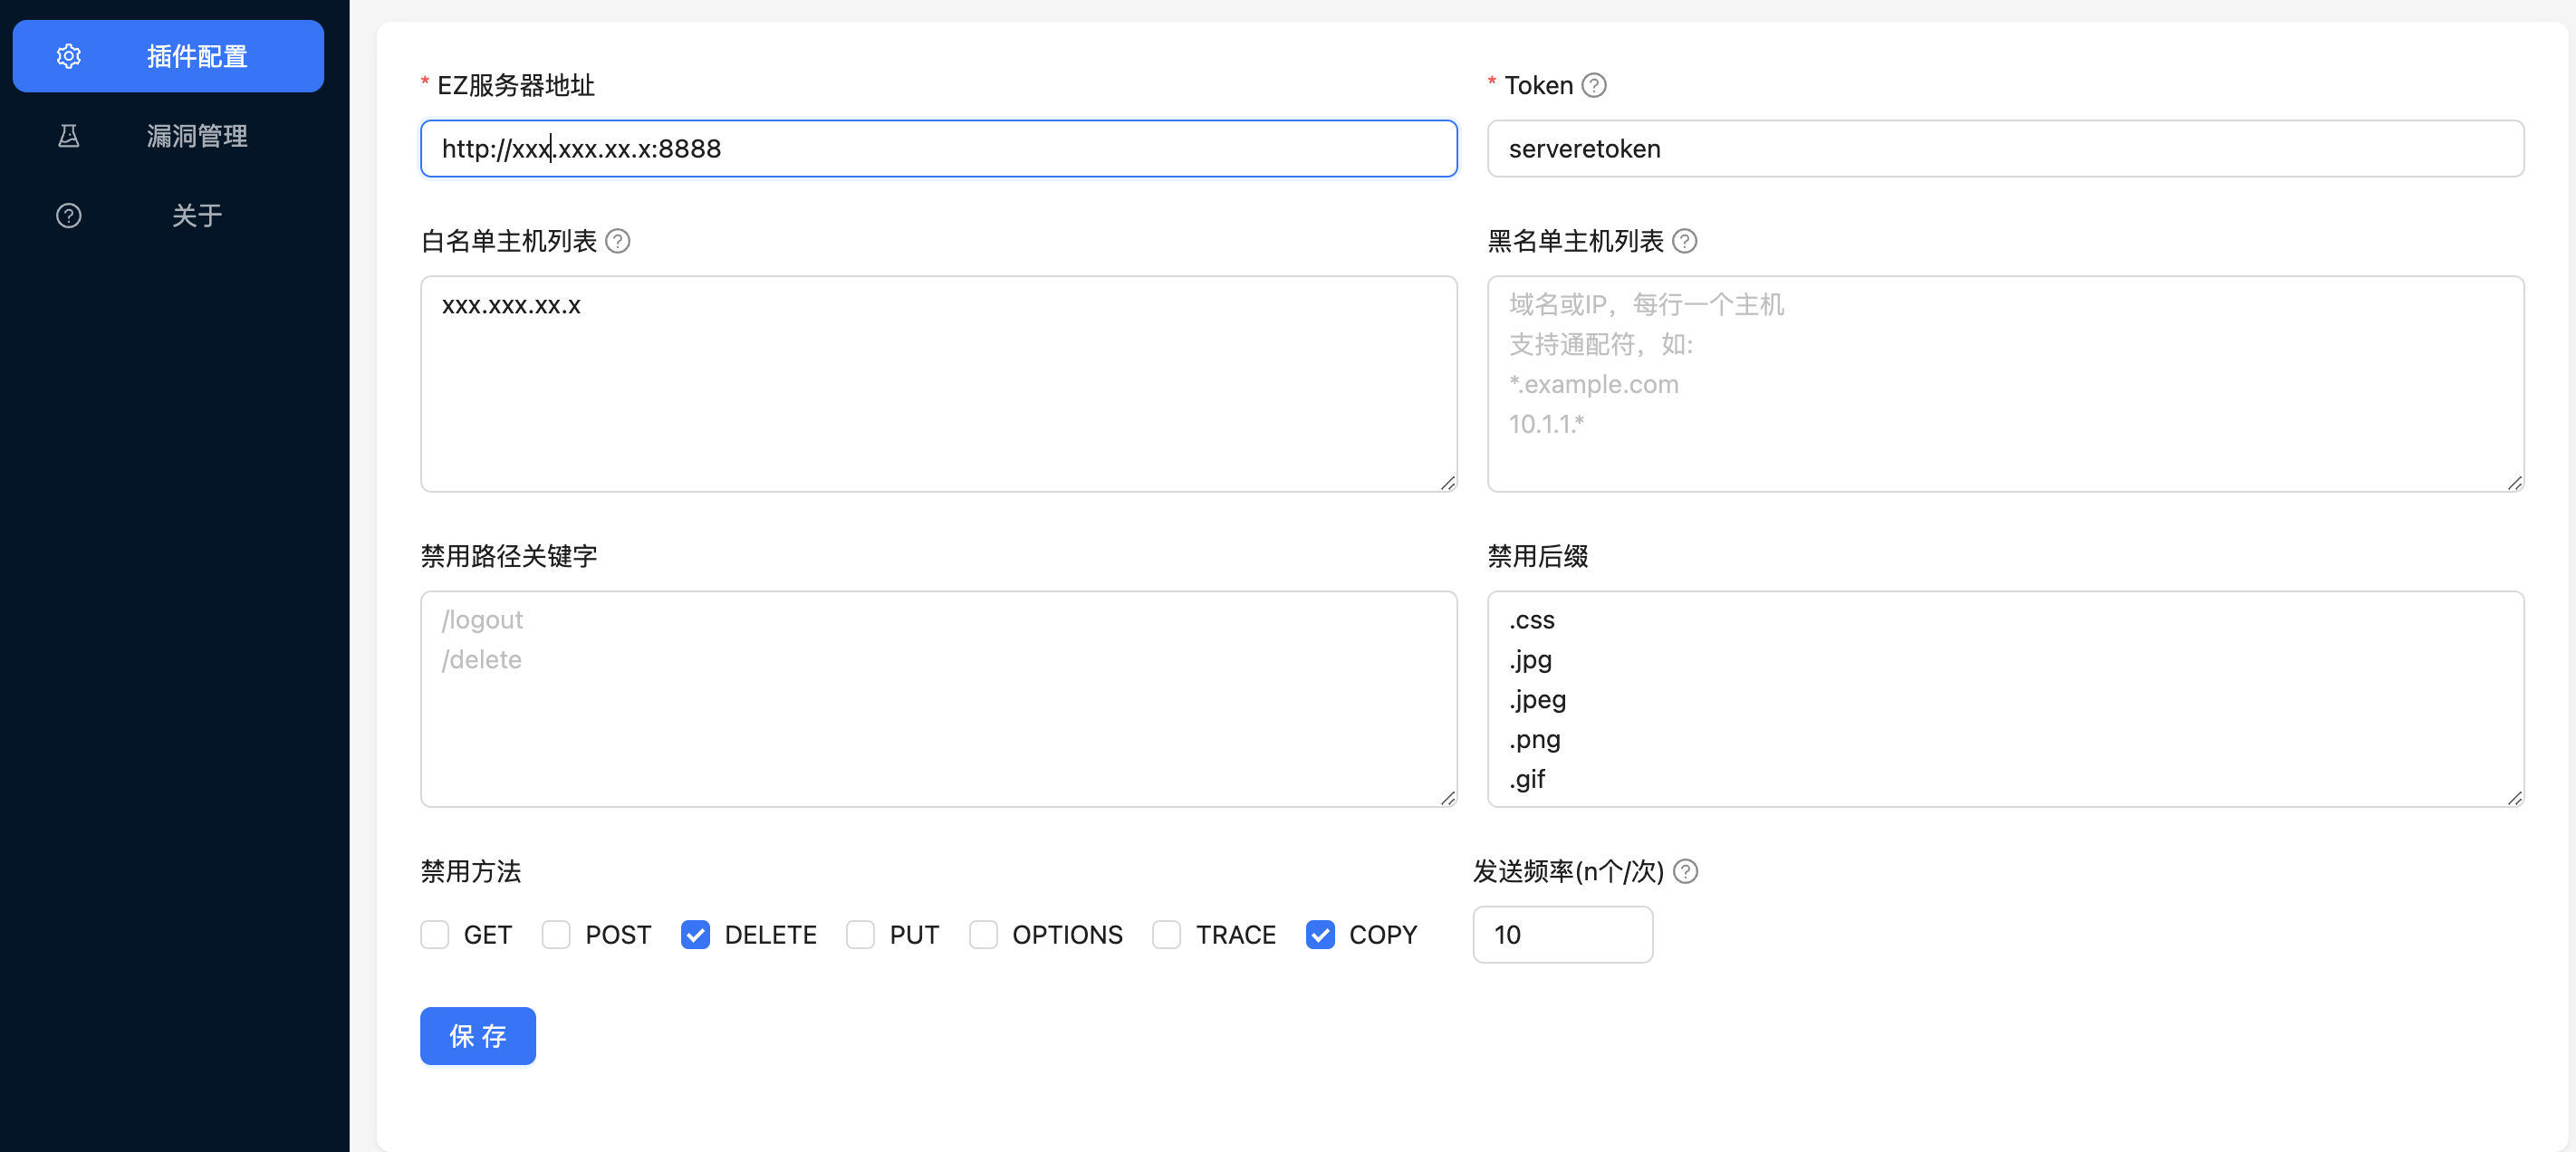 插件配置
漏洞管理
关于
* EZ服务器地址
http://xxx.xxx.xx.x:8888
* Token
serveretoken
白名单主机列表
xxx.xxx.xx.x
黑名单主机列表
域名或IP，每行一个主机
支持通配符，如:
*.example.com
10.1.1.*
禁用路径关键字
/logout
/delete
禁用后缀
.css
.jpg
.jpeg
.png
.gif
禁用方法
GET POST DELETE PUT OPTIONS TRACE COPY
发送频率(n个/次)
10
保 存